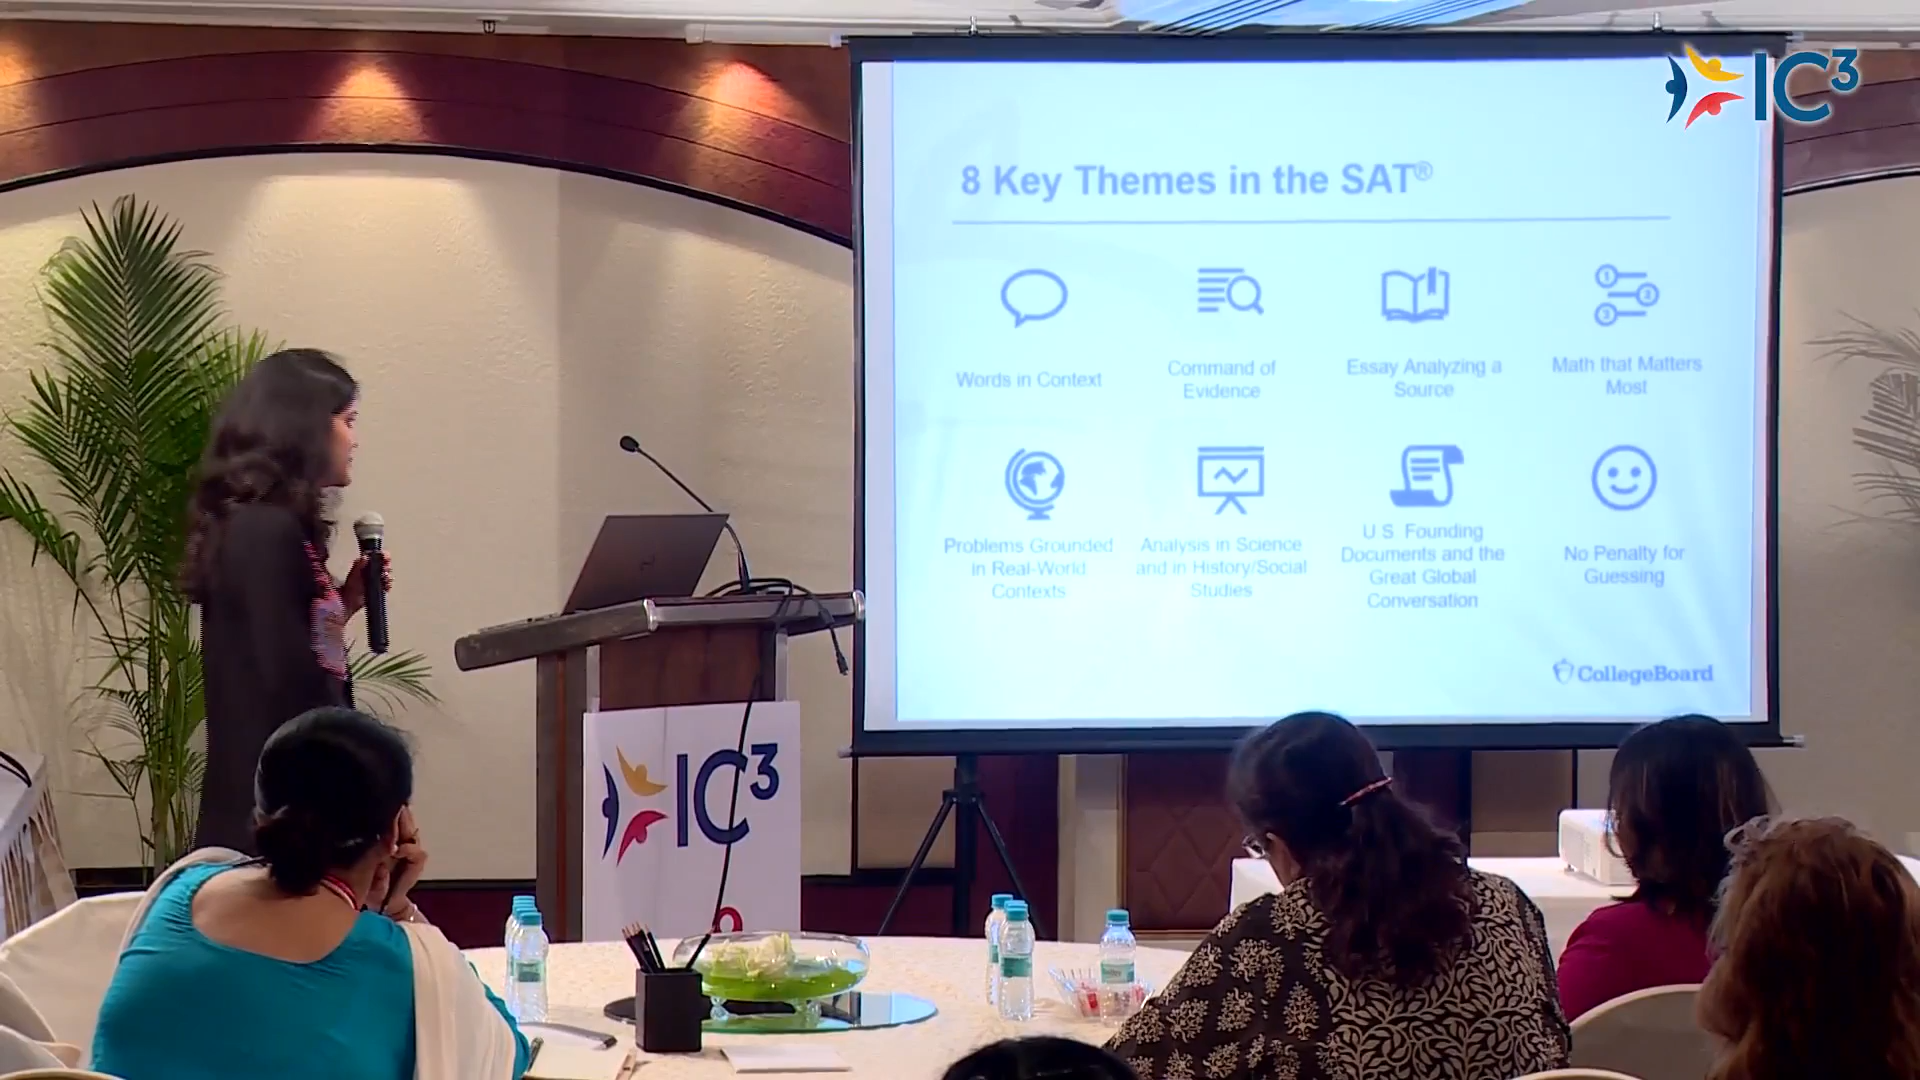 IC³
8 Key Themes in the SAT®
Words in Context
Command of
Evidence
Essay Analyzing a
Source
Math that Matters
Most
Problems Grounded
in Real-World
Contexts
Analysis in Science
and in History/Social
Studies
U.S. Founding
Documents and the
Great Global
Conversation
No Penalty for
Guessing
CollegeBoard
IC³